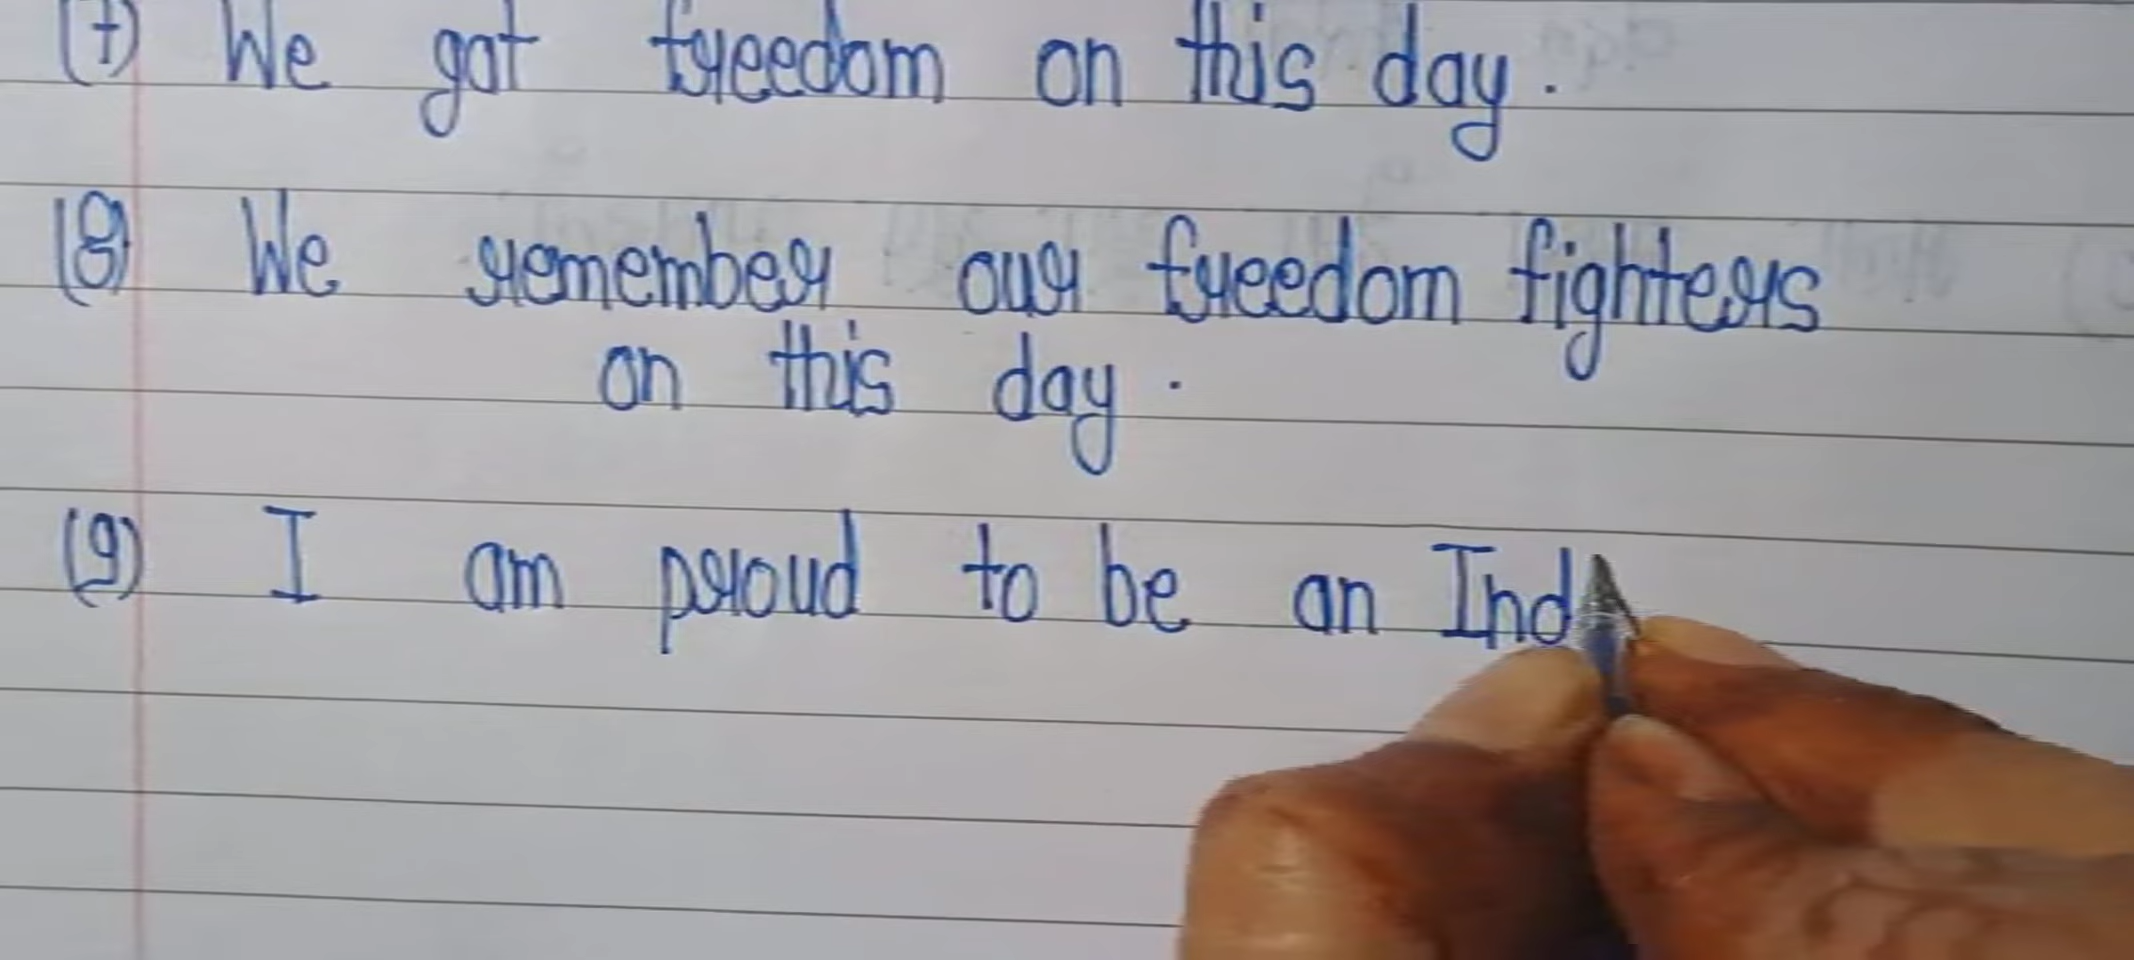 (7) We got freedom on this day.
(8) We remember our freedom fighters
on this day.
(9) I am proud to be an Ind